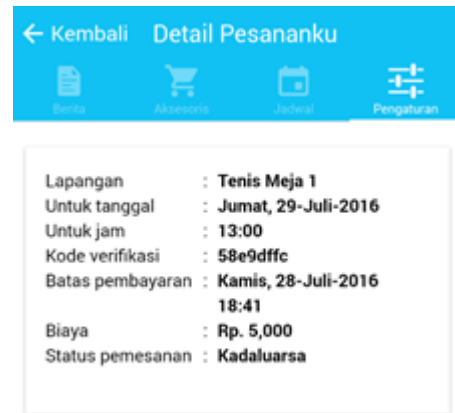 ← Kembali Detail Pesananku
Berita Aksesoris Jadwal Pengaturan
Lapangan : Tenis Meja 1
Untuk tanggal : Jumat, 29-Juli-2016
Untuk jam : 13:00
Kode verifikasi : 58e9dffc
Batas pembayaran : Kamis, 28-Juli-2016
18:41
Biaya : Rp. 5,000
Status pemesanan : Kadaluarsa